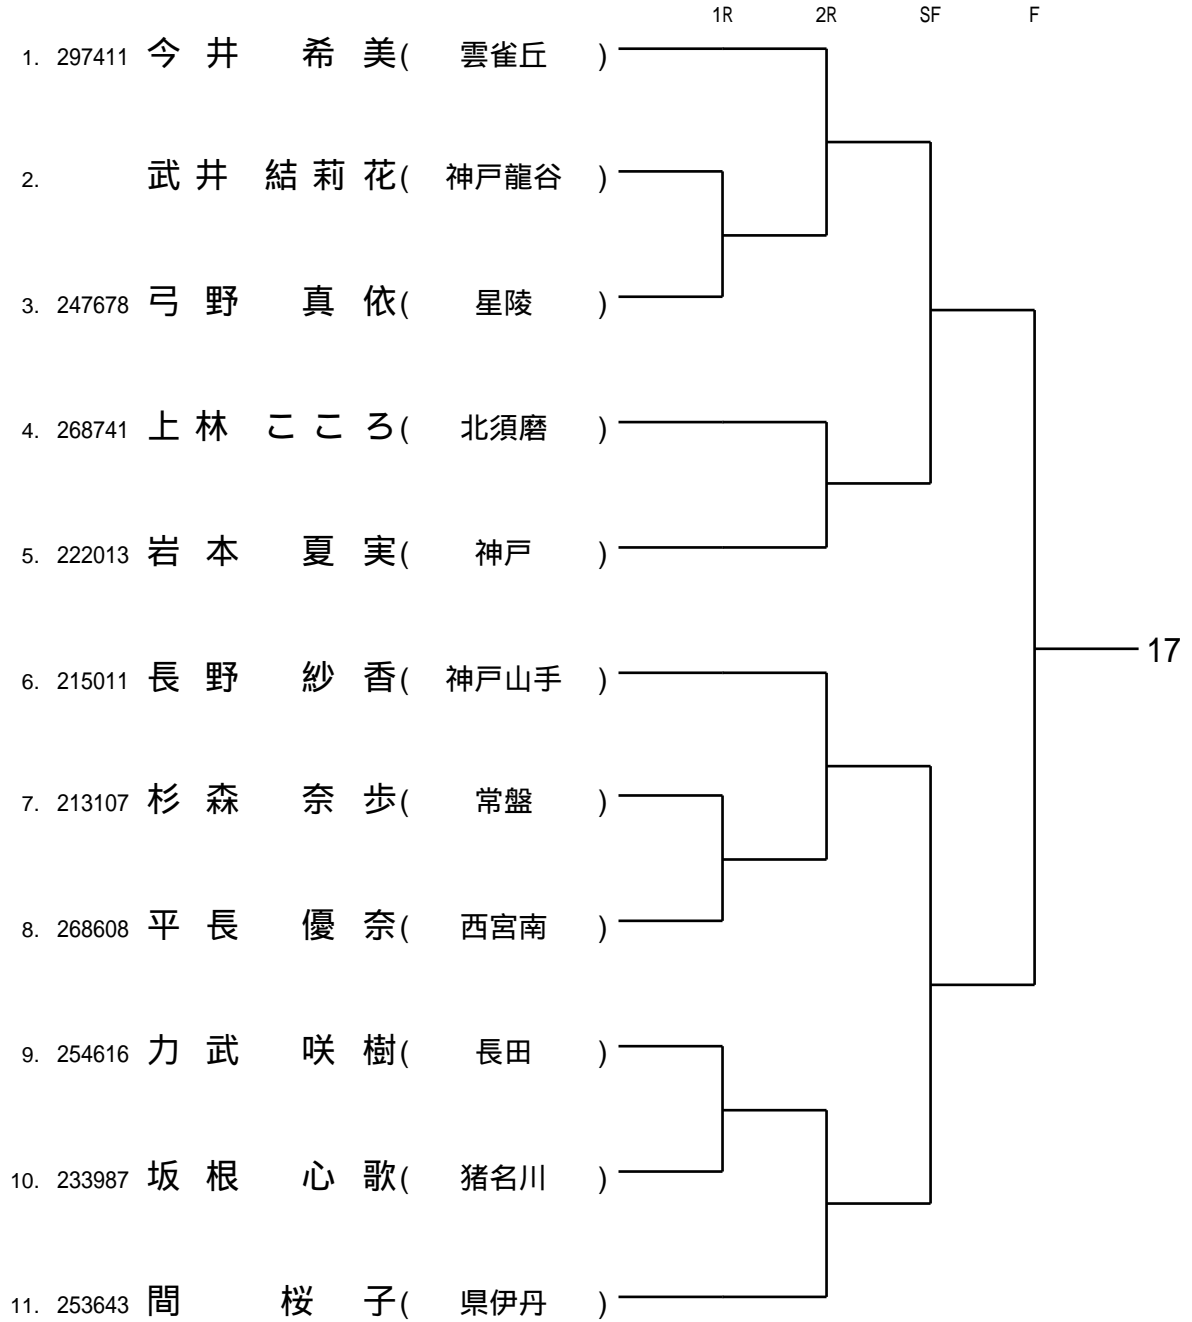 1R 2R SF F
1. 297411 今井 希美( 雲雀丘 )
2. 武井 結莉花( 神戸龍谷 )
3. 247678 弓野 真依( 星陵 )
4. 268741 上林 こころ( 北須磨 )
5. 222013 岩本 夏実( 神戸 )
17
6. 215011 長野 紗香( 神戸山手 )
7. 213107 杉森 奈歩( 常盤 )
8. 268608 平長 優奈( 西宮南 )
9. 254616 力武 咲樹( 長田 )
10. 233987 坂根 心歌( 猪名川 )
11. 253643 間 桜子( 県伊丹 )